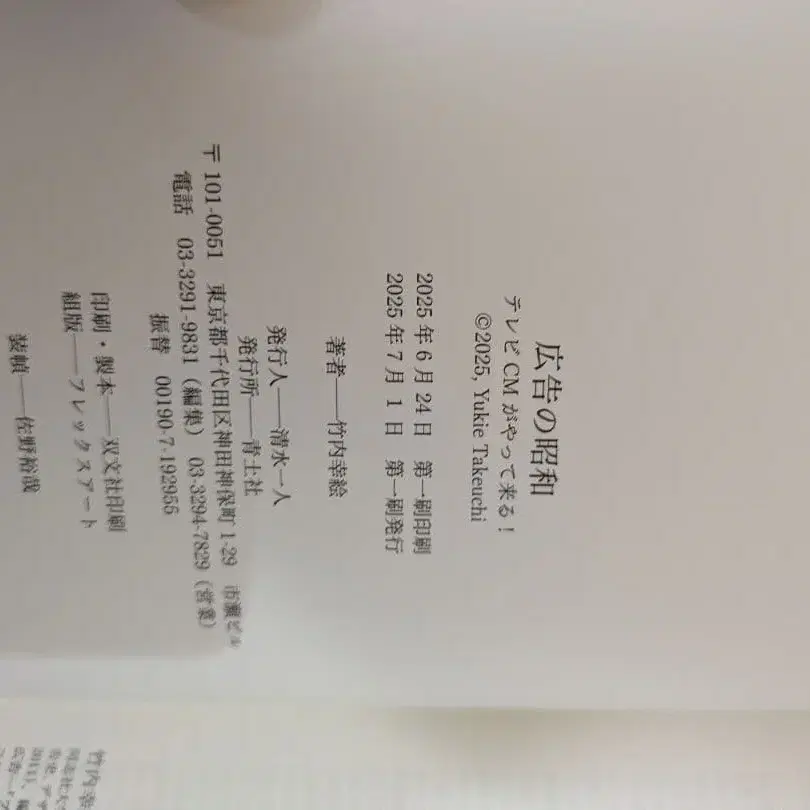 広告の昭和
テレビCMがやって来る！
©2025, Yukie Takeuchi
2025年6月24日　第一刷印刷
2025年7月1日　第一刷発行
著者――竹内幸絵
発行人――清水一人
発行所――青土社
〒101-0051　東京都千代田区神田神保町1-29　市瀬ビル
電話　03-3291-9831（編集）　03-3294-7829（営業）
振替　00190-7-192955
印刷・製本――双文社印刷
組版――フレックスアート
装幀――佐野裕哉